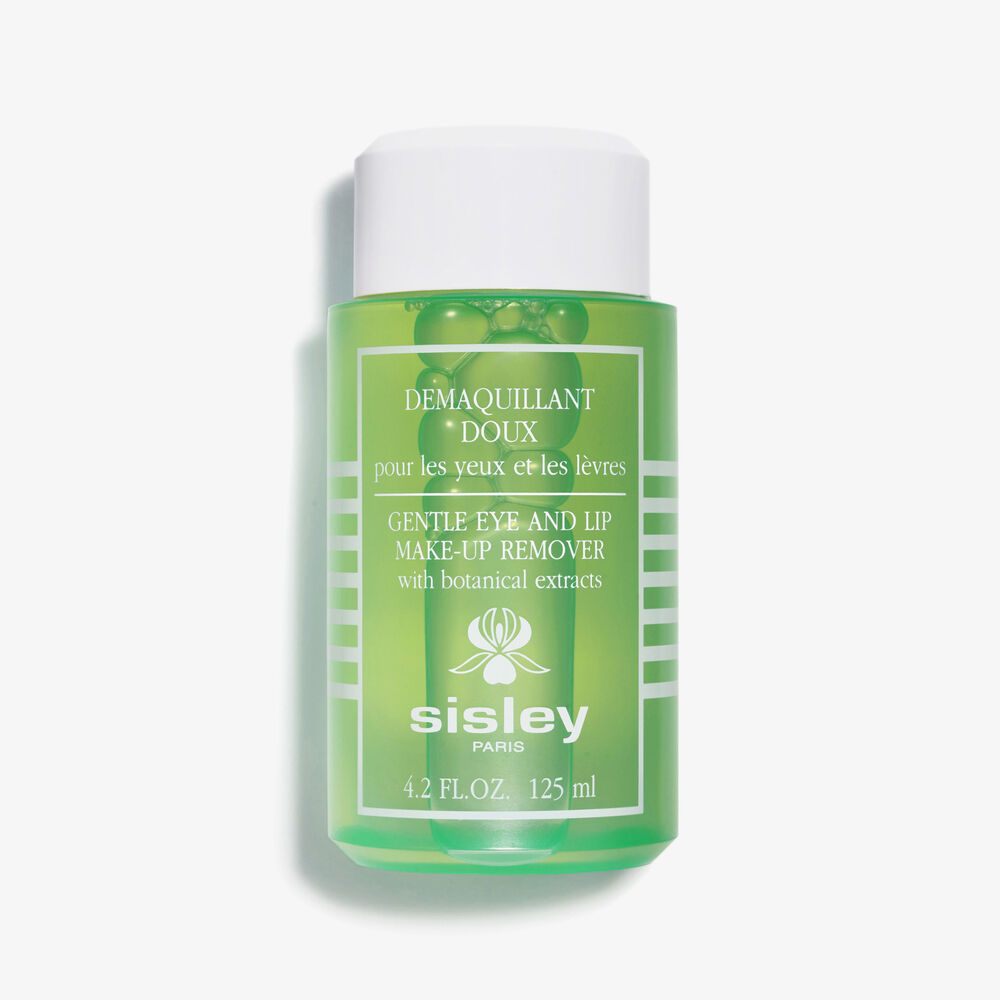 DEMAQUILLANT
DOUX
pour les yeux et les lèvres
GENTLE EYE AND LIP
MAKE-UP REMOVER
with botanical extracts
sisley
PARIS
4.2 FL.OZ. 125 ml